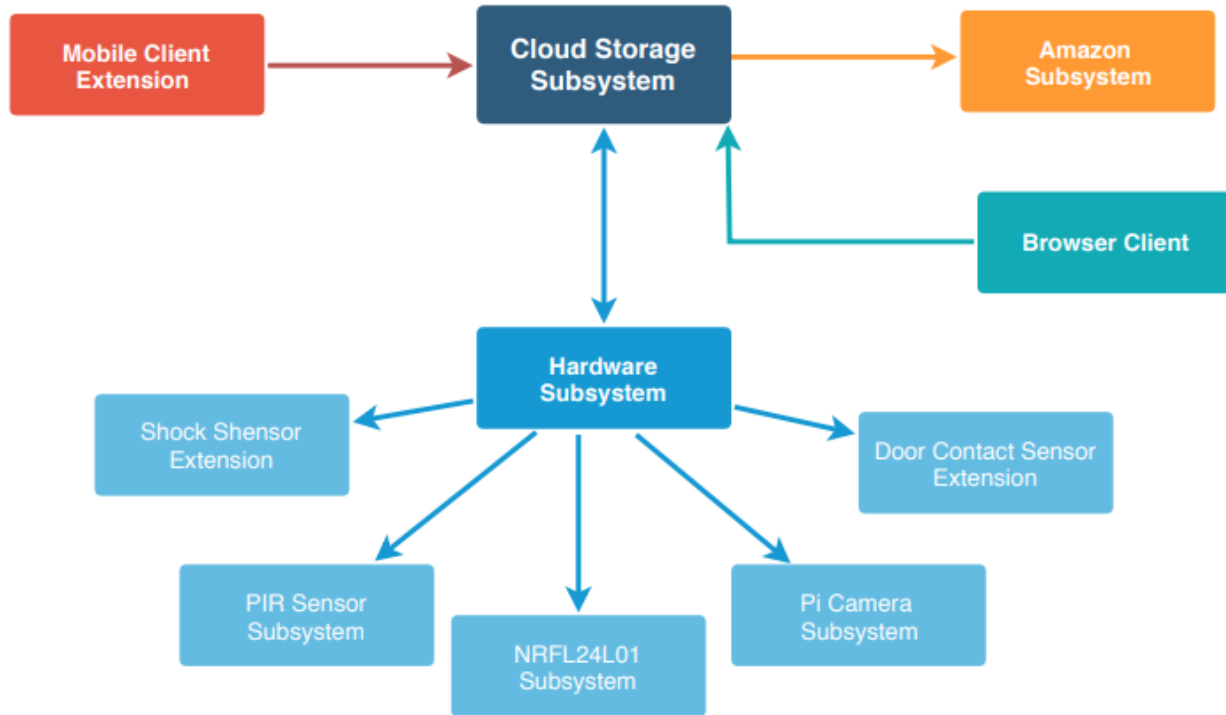 Mobile Client
Extension
Cloud Storage
Subsystem
Amazon
Subsystem
Browser Client
Hardware
Subsystem
Shock Shensor
Extension
Door Contact Sensor
Extension
PIR Sensor
Subsystem
NRFL24L01
Subsystem
Pi Camera
Subsystem